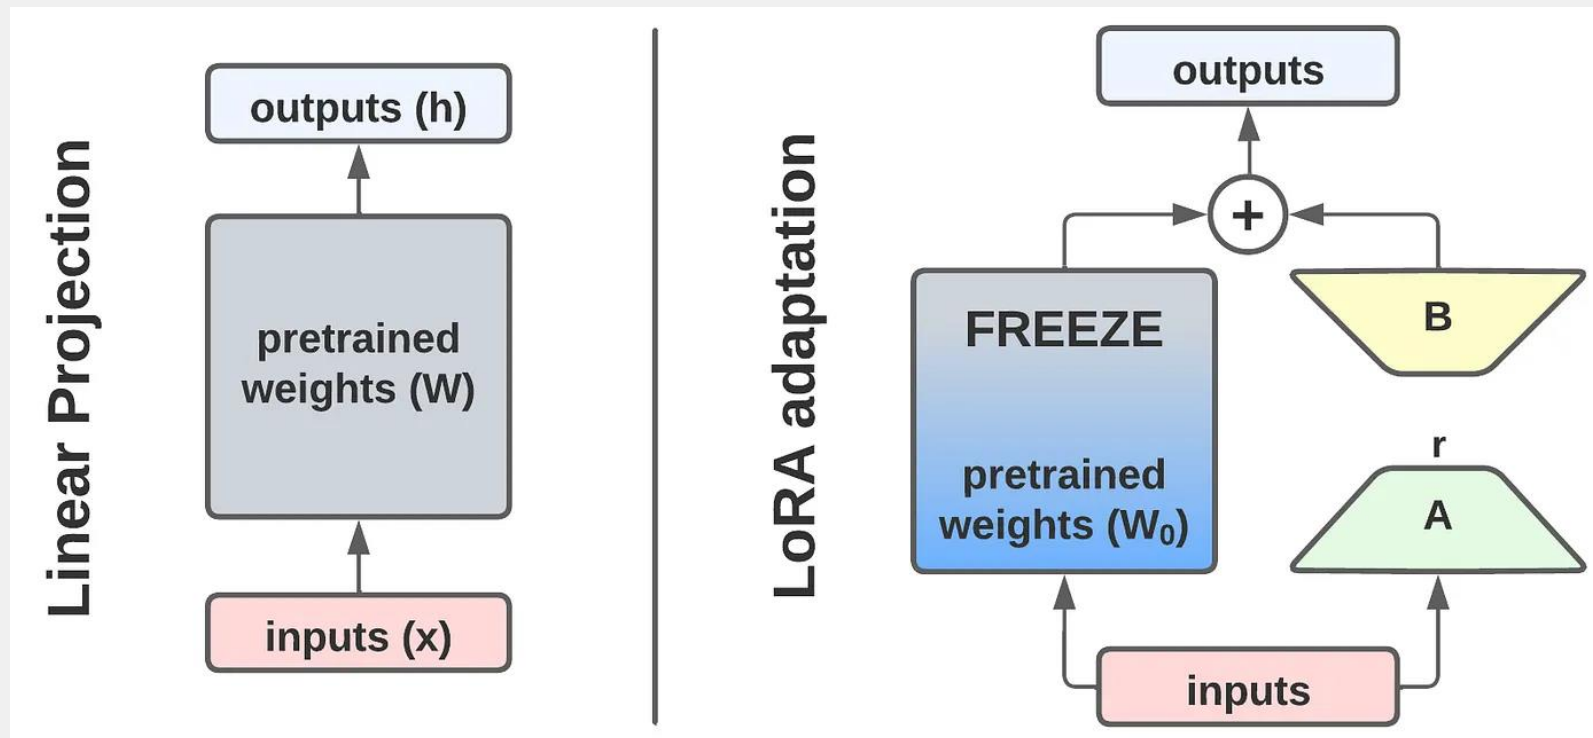 Linear Projection
outputs (h)
pretrained
weights (W)
inputs (x)
LoRA adaptation
outputs
+
FREEZE
pretrained
weights (W₀)
B
r
A
inputs